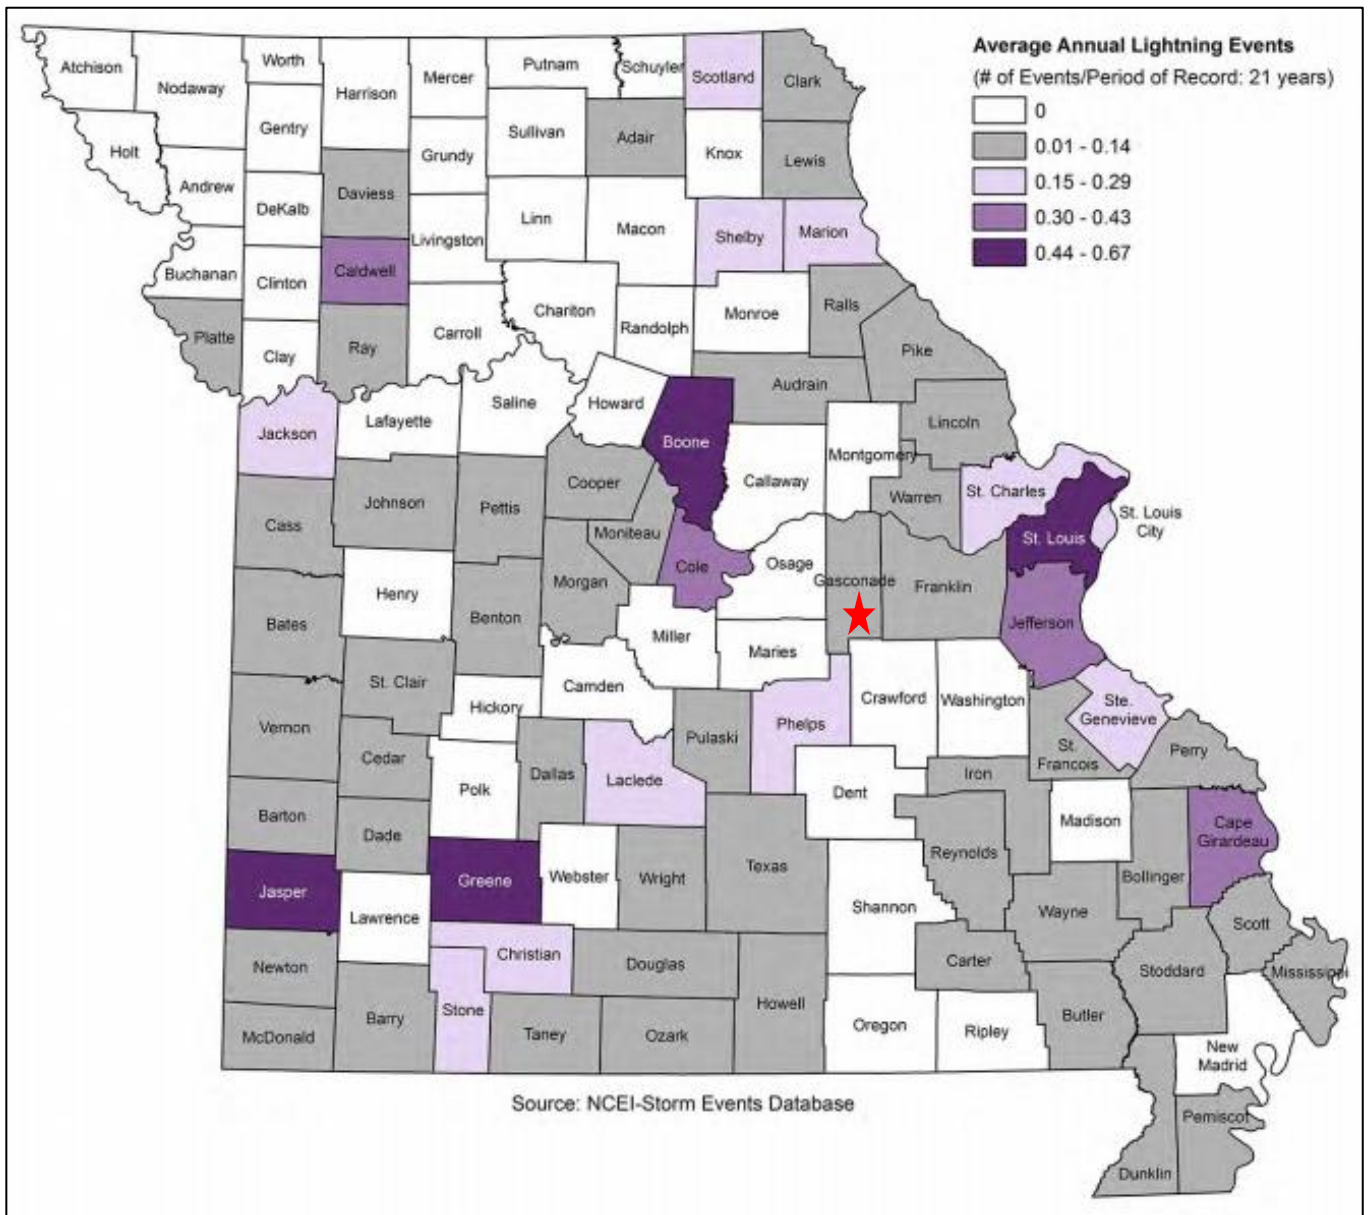 Average Annual Lightning Events
(# of Events/Period of Record: 21 years)
0
0.01 - 0.14
0.15 - 0.29
0.30 - 0.43
0.44 - 0.67
Atchison
Nodaway
Worth
Harrison
Mercer
Putnam
Schuyler
Scotland
Clark
Holt
Gentry
Sullivan
Adair
Knox
Lewis
Andrew
DeKalb
Daviess
Grundy
Linn
Macon
Shelby
Marion
Buchanan
Clinton
Caldwell
Livingston
Chariton
Randolph
Monroe
Ralls
Pike
Platte
Clay
Ray
Carroll
Audrain
Jackson
Lafayette
Saline
Howard
Boone
Callaway
Montgomery
Lincoln
Warren
St. Charles
St. Louis
St. Louis
City
Cass
Johnson
Pettis
Cooper
Moniteau
Cole
Osage
Gasconade
Franklin
Jefferson
Bates
Henry
Benton
Morgan
Miller
Maries
Vernon
St. Clair
Hickory
Camden
Pulaski
Phelps
Crawford
Washington
Ste.
Genevieve
St.
Francois
Perry
Barton
Cedar
Polk
Dallas
Laclede
Dent
Iron
Madison
Cape
Girardeau
Jasper
Dade
Greene
Webster
Wright
Texas
Shannon
Reynolds
Bollinger
Lawrence
Christian
Wayne
Scott
Newton
Barry
Stone
Douglas
Howell
Carter
Stoddard
Mississippi
McDonald
Taney
Ozark
Oregon
Ripley
Butler
New
Madrid
Source: NCEI-Storm Events Database
Pemiscot
Dunklin